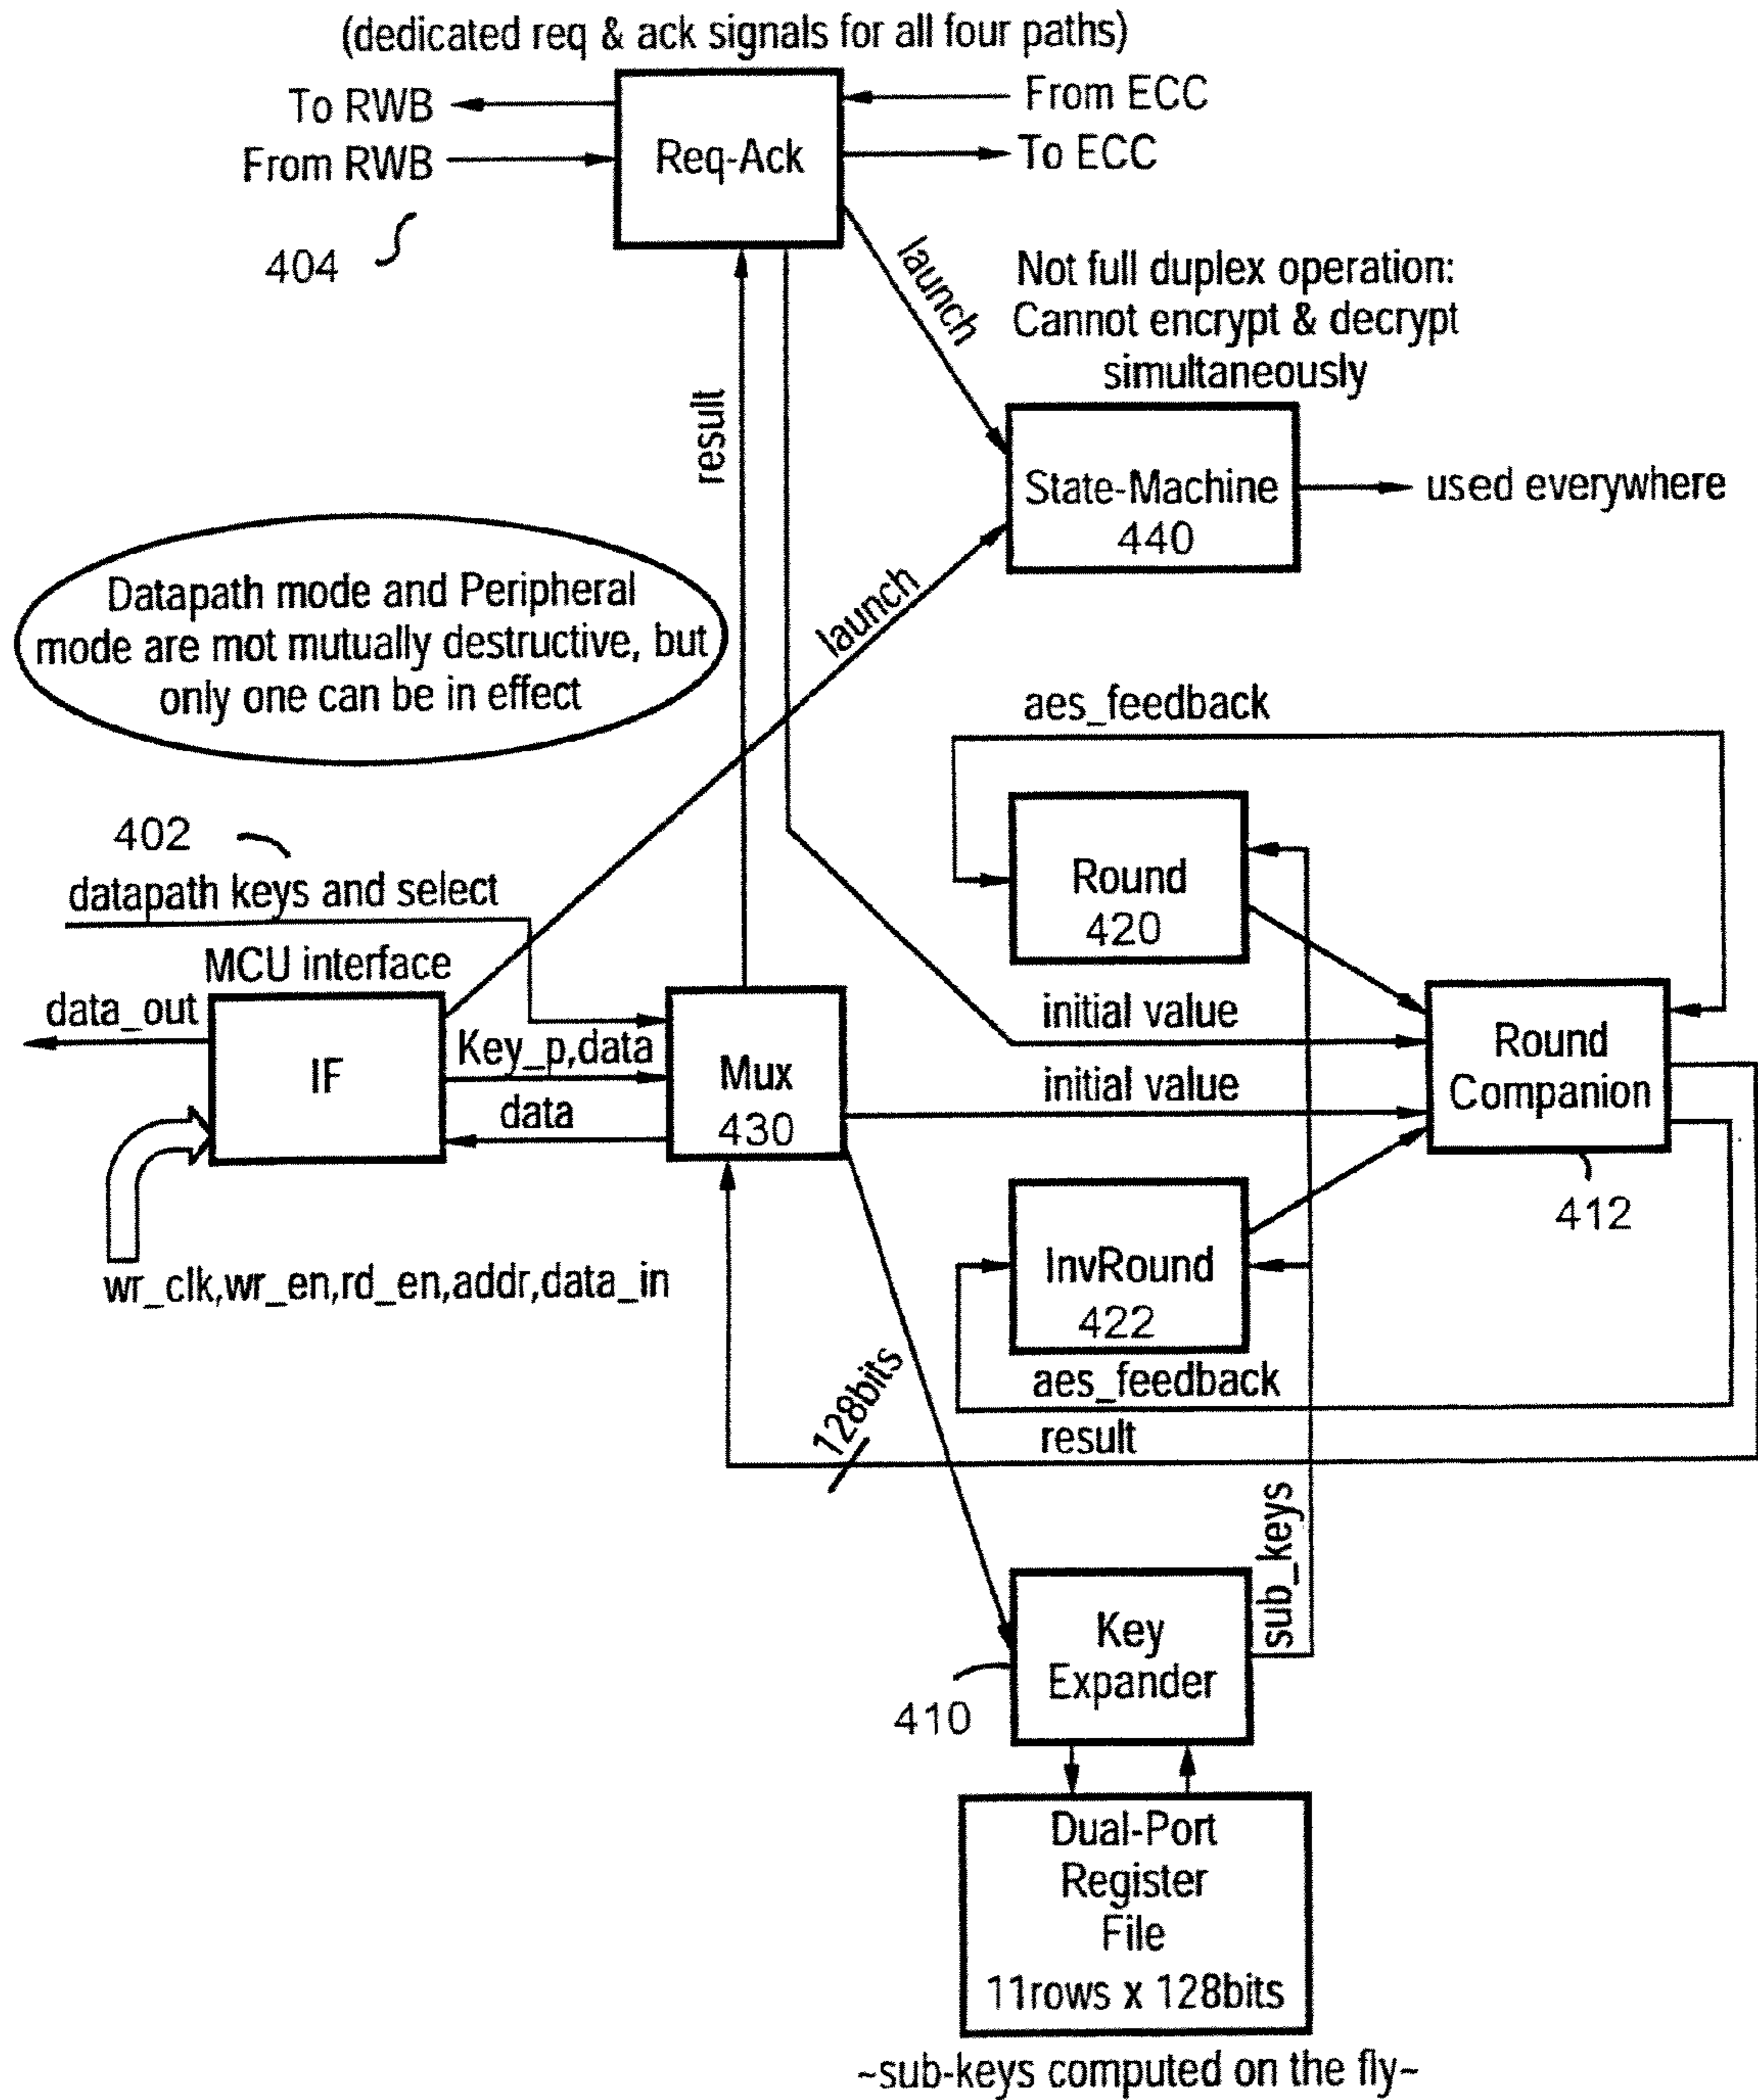 (dedicated req & ack signals for all four paths)
To RWB
From RWB
Req-Ack
From ECC
To ECC
404
launch
Not full duplex operation:
Cannot encrypt & decrypt
simultaneously
result
State-Machine
440
used everywhere
Datapath mode and Peripheral
mode are mot mutually destructive, but
only one can be in effect
launch
aes_feedback
402
datapath keys and select
Round
420
MCU interface
data_out
IF
Key_p,data
data
Mux
430
initial value
initial value
Round
Companion
412
wr_clk,wr_en,rd_en,addr,data_in
InvRound
422
aes_feedback
128bits
result
sub_keys
Key
Expander
410
Dual-Port
Register
File
11rows x 128bits
~sub-keys computed on the fly~